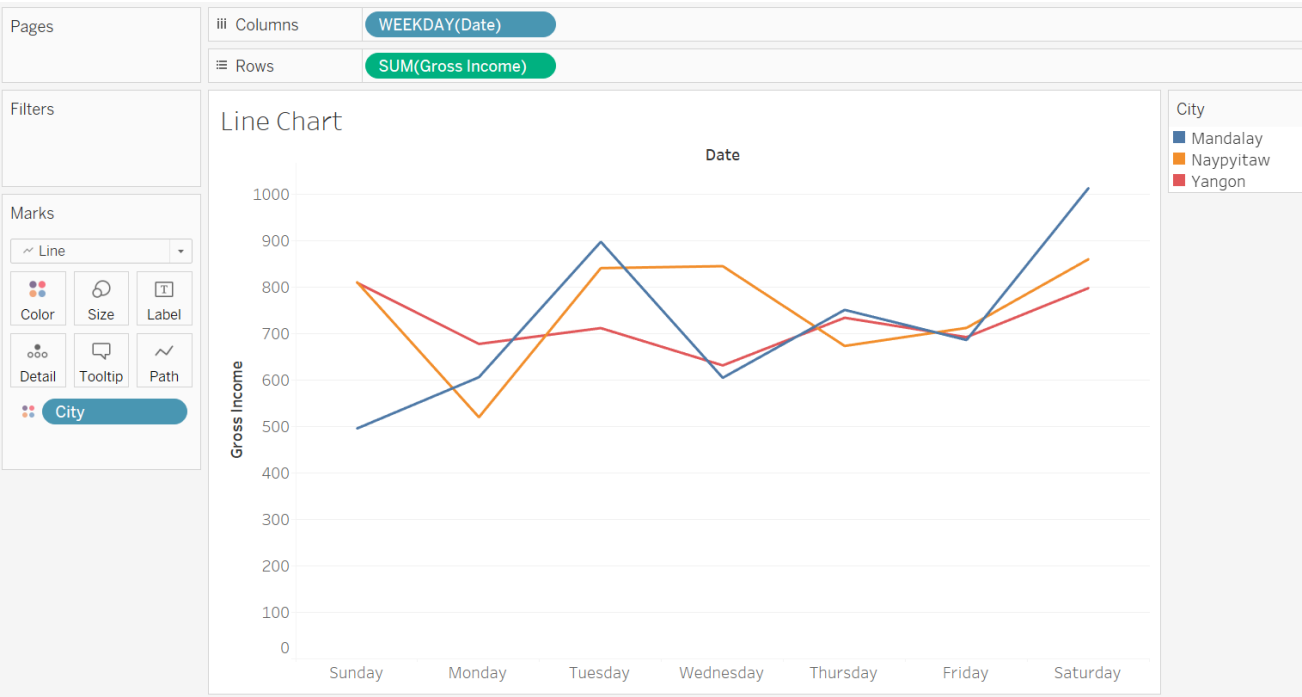 Pages
Columns
WEEKDAY(Date)
Rows
SUM(Gross Income)
Filters
Marks
Line
Color
Size
Label
Detail
Tooltip
Path
City
Line Chart
Date
Gross Income
1000
900
800
700
600
500
400
300
200
100
0
Sunday Monday Tuesday Wednesday Thursday Friday Saturday
City
Mandalay
Naypyitaw
Yangon